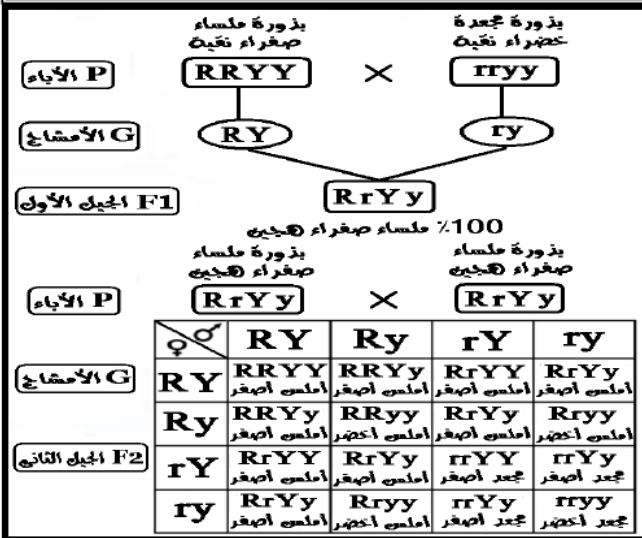 بذورة ملساء بذورة مجعدة
صفراء نقية خضراء نقية
P الأباء RRYY × rryy
G الأمشاج RY ry
F1 الجيل الأول RrYy
100٪ ملساء صفراء هجين
بذورة ملساء بذورة ملساء
صفراء هجين صفراء هجين
P الأباء RrYy × RrYy
♀ ♂ RY Ry rY ry
G الأمشاج RY RRYY RRYy RrYY RrYy
أملس أصفر أملس أصفر أملس أصفر أملس أصفر
Ry RRYy RRyy RrYy Rryy
أملس أصفر أملس أخضر أملس أصفر أملس أخضر
F2 الجيل الثانى rY RrYY RrYy rrYY rrYy
أملس أصفر أملس أصفر مجعد أصفر مجعد أصفر
ry RrYy Rryy rrYy rryy
أملس أصفر أملس أخضر مجعد أصفر مجعد أخضر